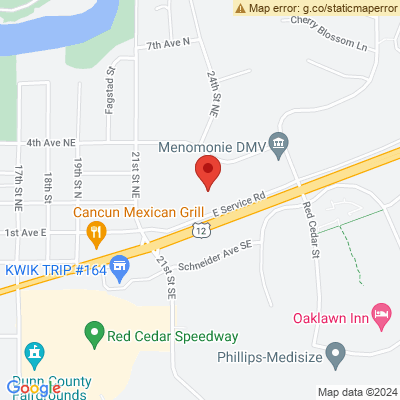 Map error: g.co/staticmaperror
Cherry Blossom Ln
7th Ave N
24th St NE
Fagstad St
4th Ave NE
Menomonie DMV
17th St NE
18th St
19th St N
21st St NE
E Service Rd
Red Cedar St
Cancun Mexican Grill
1st Ave E
12
Schneider Ave SE
KWIK TRIP #164
21st St SE
Oaklawn Inn
Red Cedar Speedway
Phillips-Medisize
Dunn County
Fairgrounds
Google
Map data ©2024